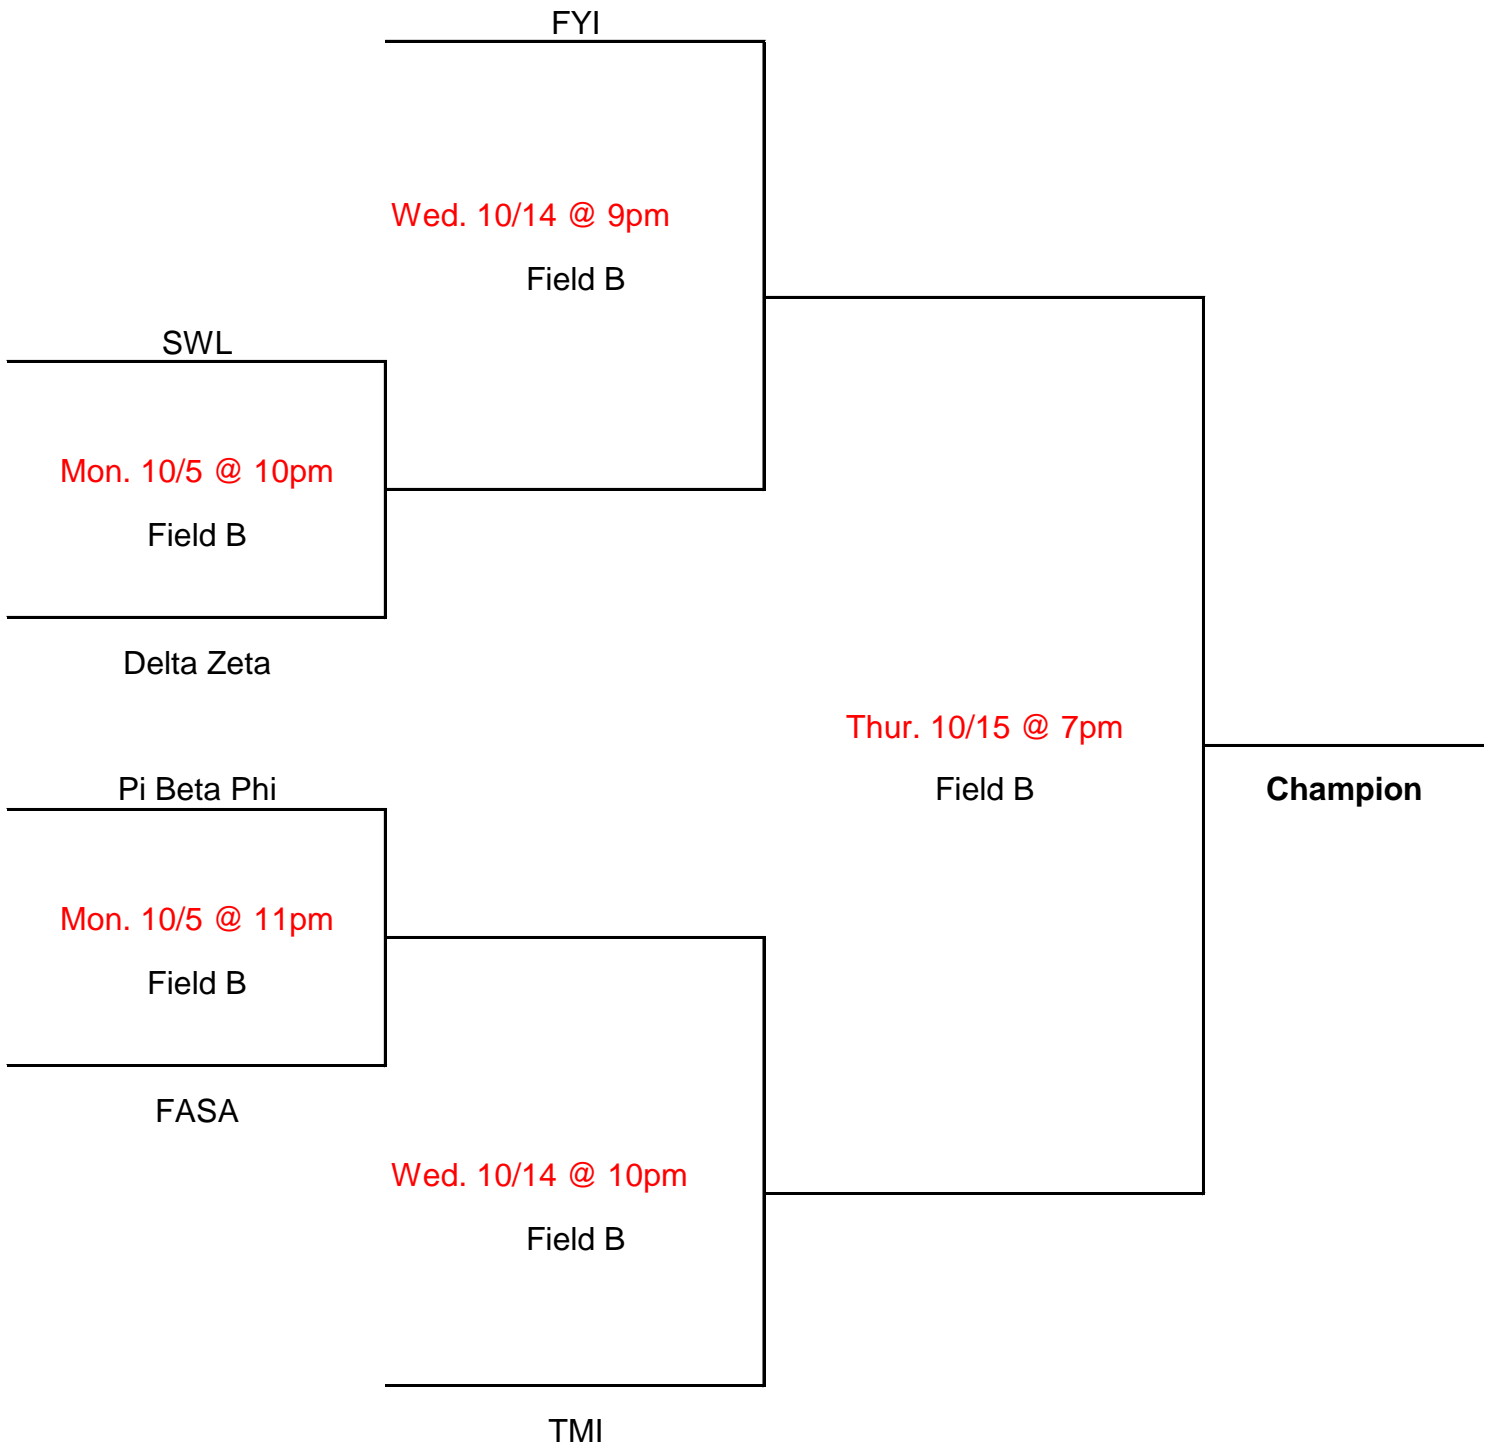 FYI
Wed. 10/14 @ 9pm
Field B
SWL
Mon. 10/5 @ 10pm
Field B
Delta Zeta
Thur. 10/15 @ 7pm
Field B
Champion
Pi Beta Phi
Mon. 10/5 @ 11pm
Field B
FASA
Wed. 10/14 @ 10pm
Field B
TMI